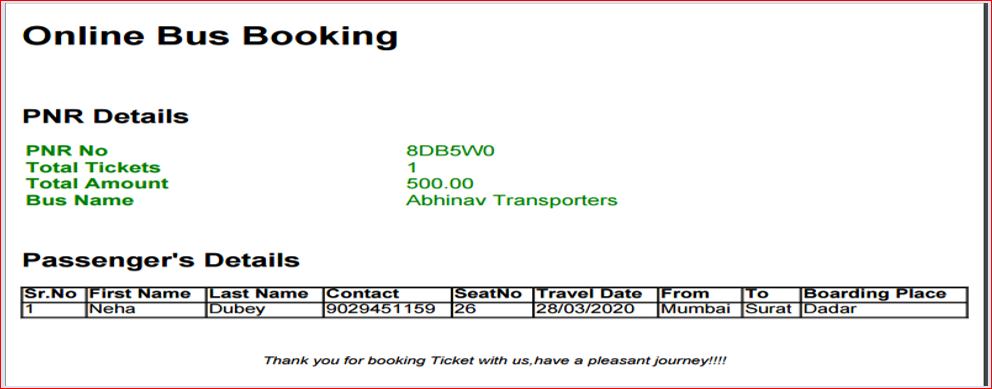 Online Bus Booking
PNR Details
PNR No 8DB5W0
Total Tickets 1
Total Amount 500.00
Bus Name Abhinav Transporters
Passenger's Details
Sr.No First Name Last Name Contact SeatNo Travel Date From To Boarding Place
1 Neha Dubey 9029451159 26 28/03/2020 Mumbai Surat Dadar
Thank you for booking Ticket with us,have a pleasant journey!!!!